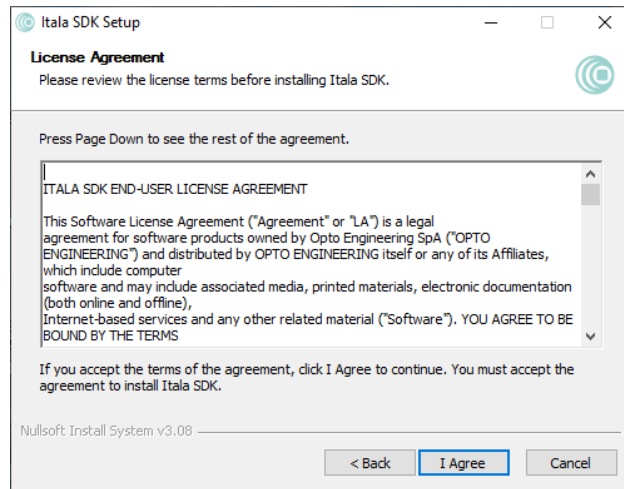 Itala SDK Setup
License Agreement
Please review the license terms before installing Itala SDK.
Press Page Down to see the rest of the agreement.
ITALA SDK END-USER LICENSE AGREEMENT
This Software License Agreement ("Agreement" or "LA") is a legal
agreement for software products owned by Opto Engineering SpA ("OPTO
ENGINEERING") and distributed by OPTO ENGINEERING itself or any of its Affiliates,
which include computer
software and may include associated media, printed materials, electronic documentation
(both online and offline),
Internet-based services and any other related material ("Software"). YOU AGREE TO BE
BOUND BY THE TERMS
If you accept the terms of the agreement, click I Agree to continue. You must accept the
agreement to install Itala SDK.
Nullsoft Install System v3.08
< Back I Agree Cancel